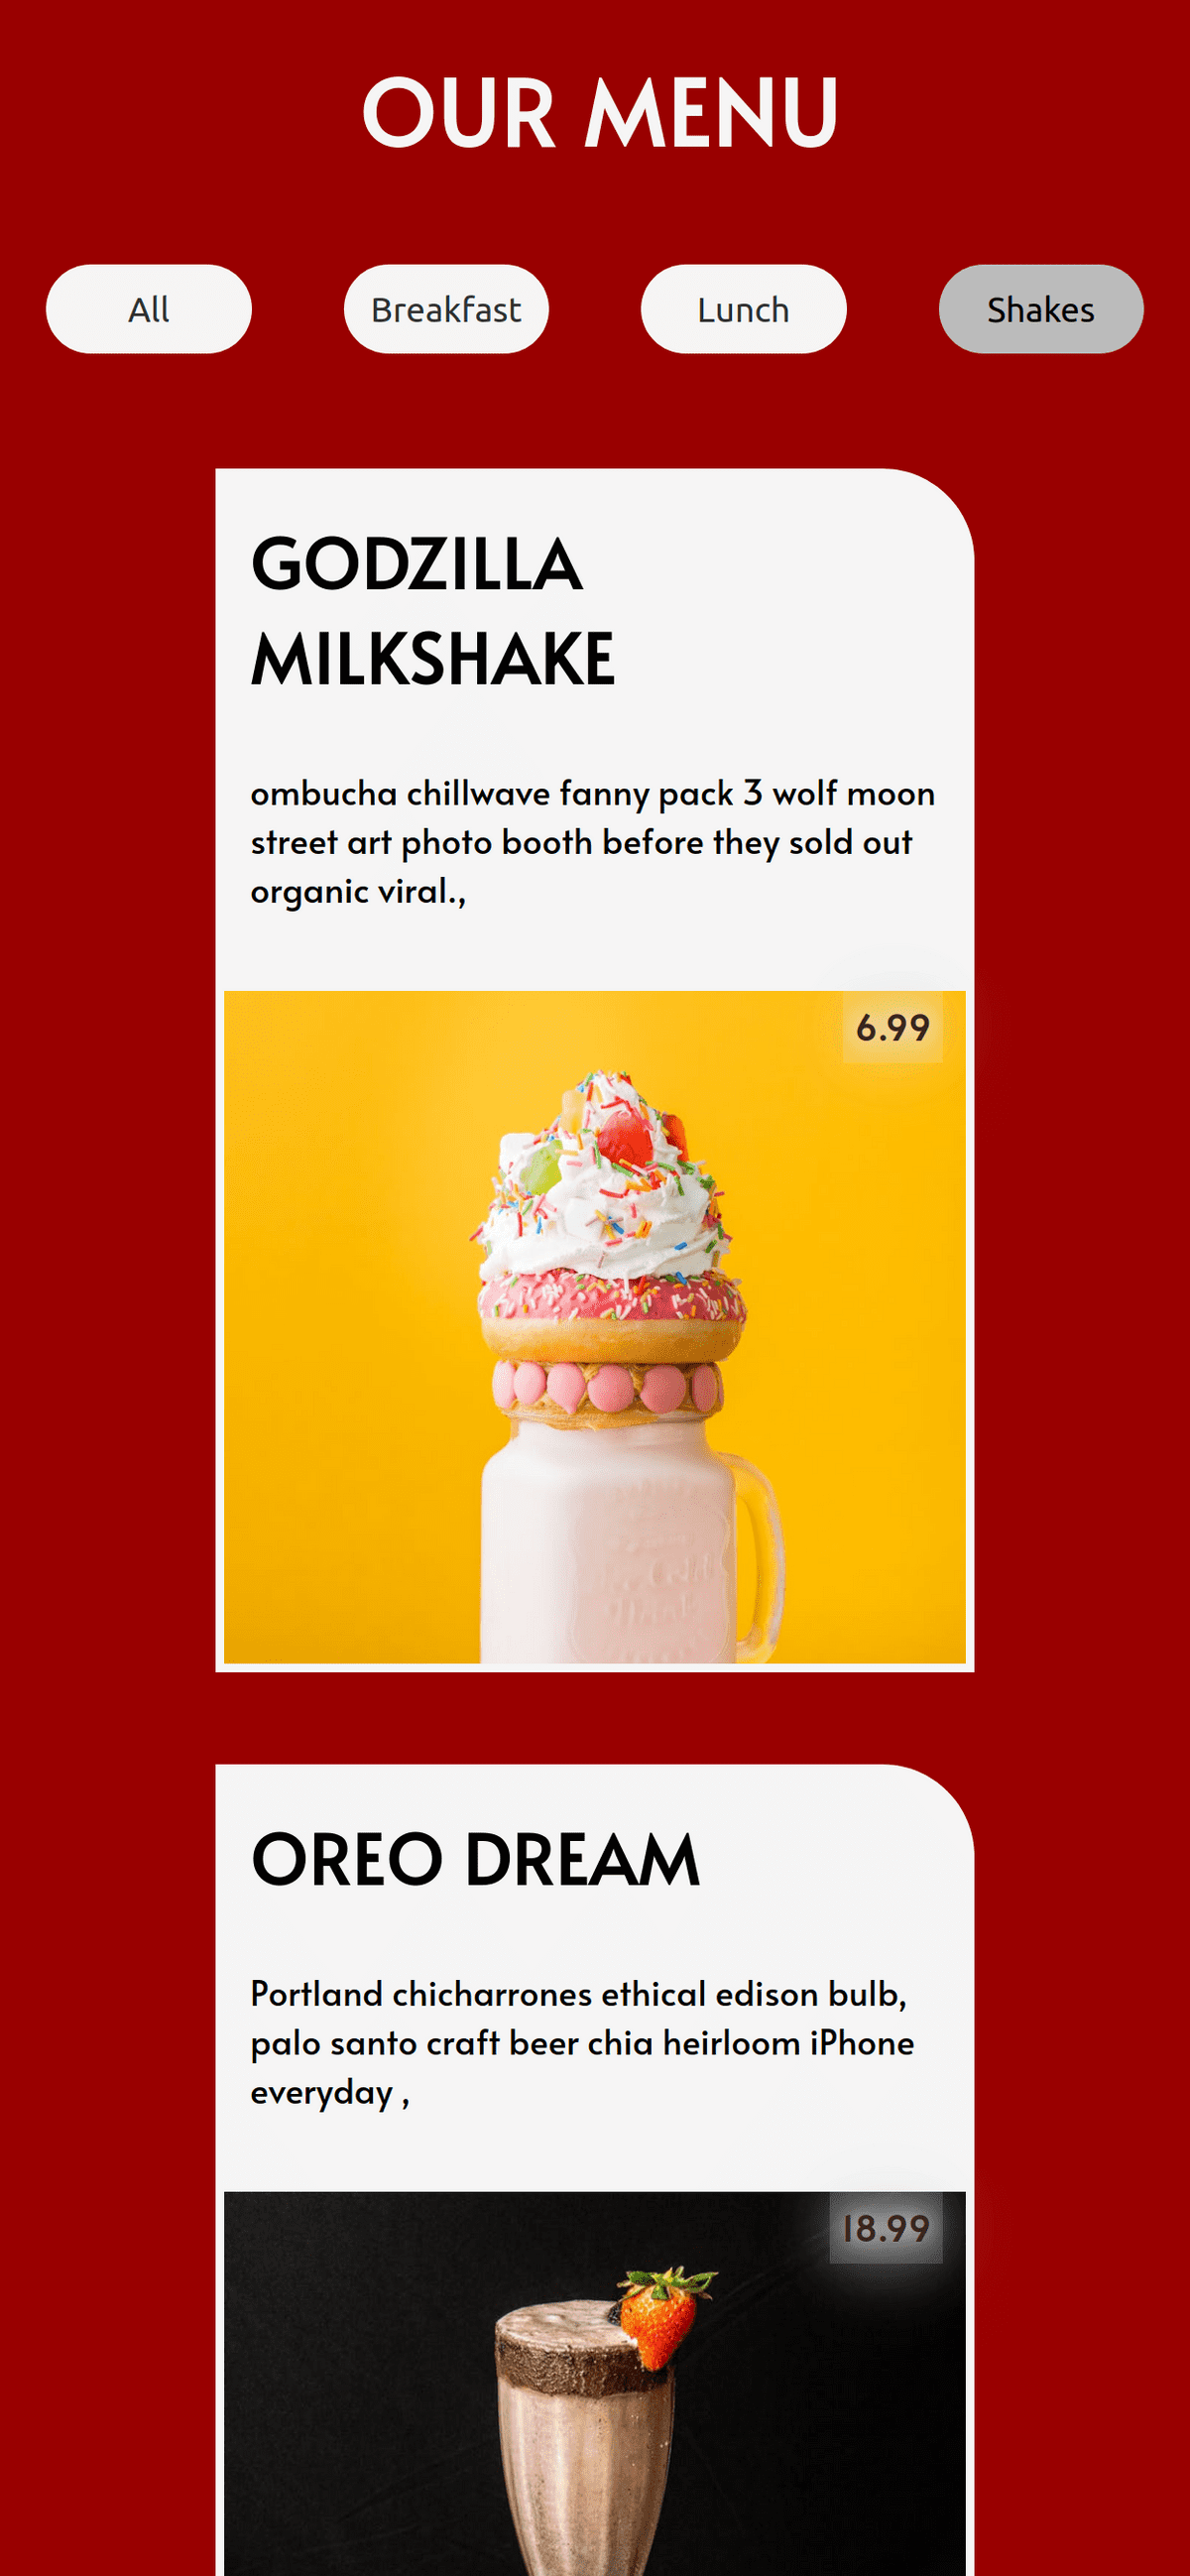 OUR MENU
All
Breakfast
Lunch
Shakes
GODZILLA
MILKSHAKE
ombucha chillwave fanny pack 3 wolf moon
street art photo booth before they sold out
organic viral.,
6.99
OREO DREAM
Portland chicharrones ethical edison bulb,
palo santo craft beer chia heirloom iPhone
everyday ,
18.99